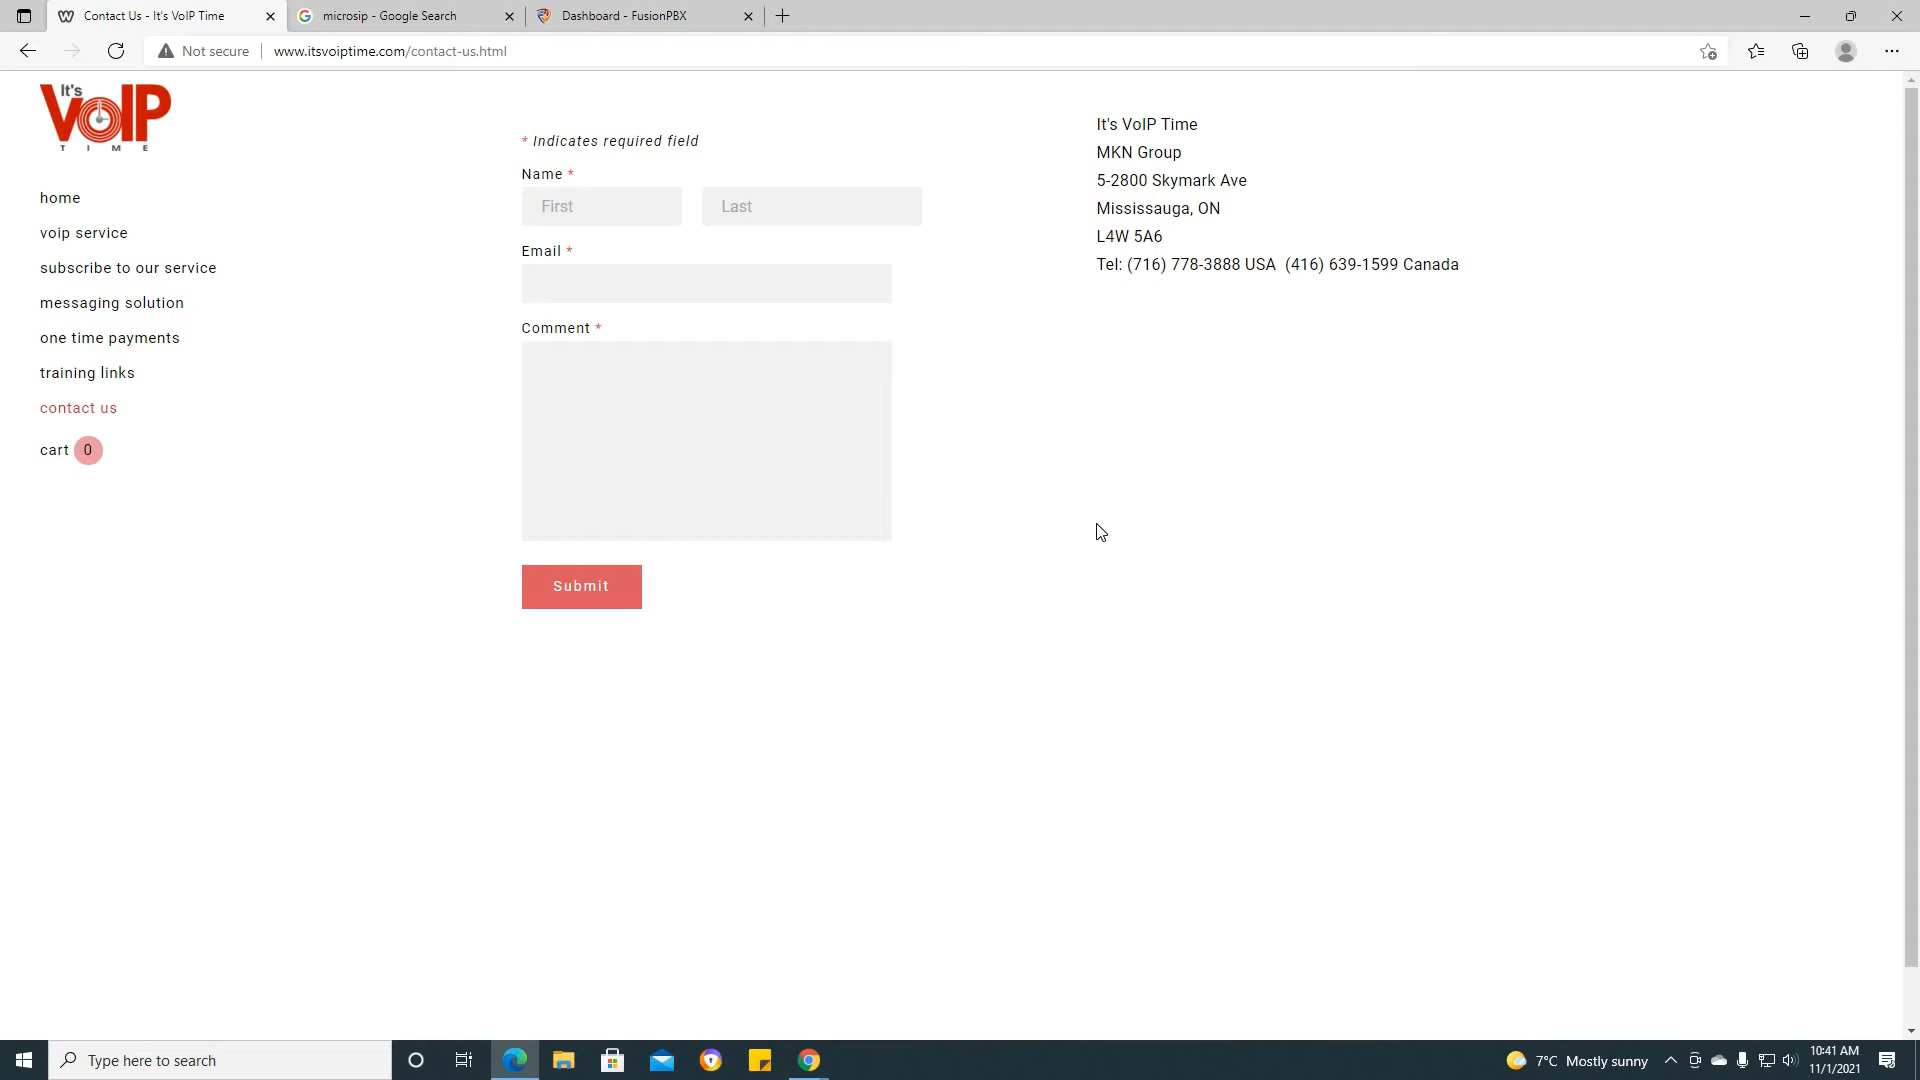 Contact Us - It's VoIP Time
microsip - Google Search
Dashboard - FusionPBX
Not secure
www.itsvoiptime.com/contact-us.html
It's
VoIP
TIME
home
voip service
subscribe to our service
messaging solution
one time payments
training links
contact us
cart 0
* Indicates required field
Name *
First
Last
Email *
Comment *
Submit
It's VoIP Time
MKN Group
5-2800 Skymark Ave
Mississauga, ON
L4W 5A6
Tel: (716) 778-3888 USA  (416) 639-1599 Canada
Type here to search
7°C Mostly sunny
10:41 AM
11/1/2021